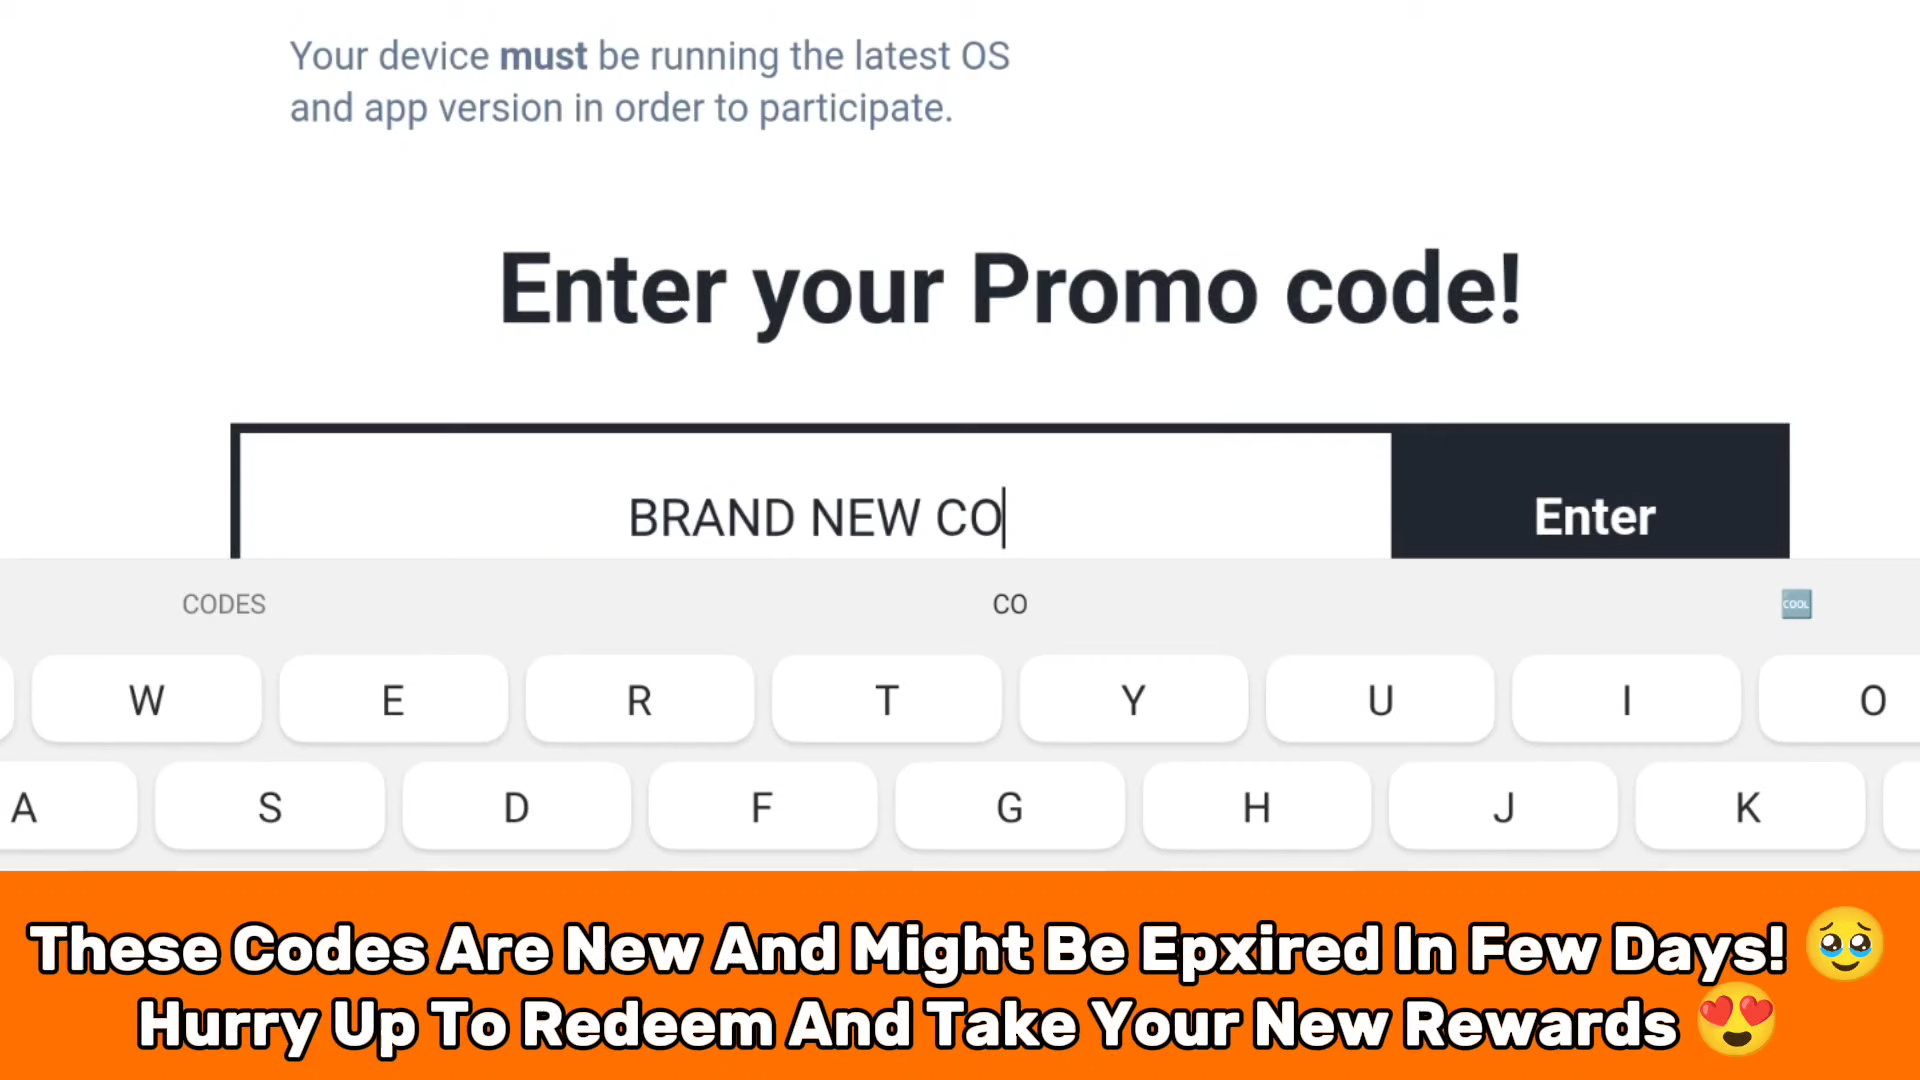 Your device must be running the latest OS
and app version in order to participate.
Enter your Promo code!
BRAND NEW CO
Enter
CODES CO COOL
W E R T Y U I O
A S D F G H J K
These Codes Are New And Might Be Epxired In Few Days! 🥹
Hurry Up To Redeem And Take Your New Rewards 😍